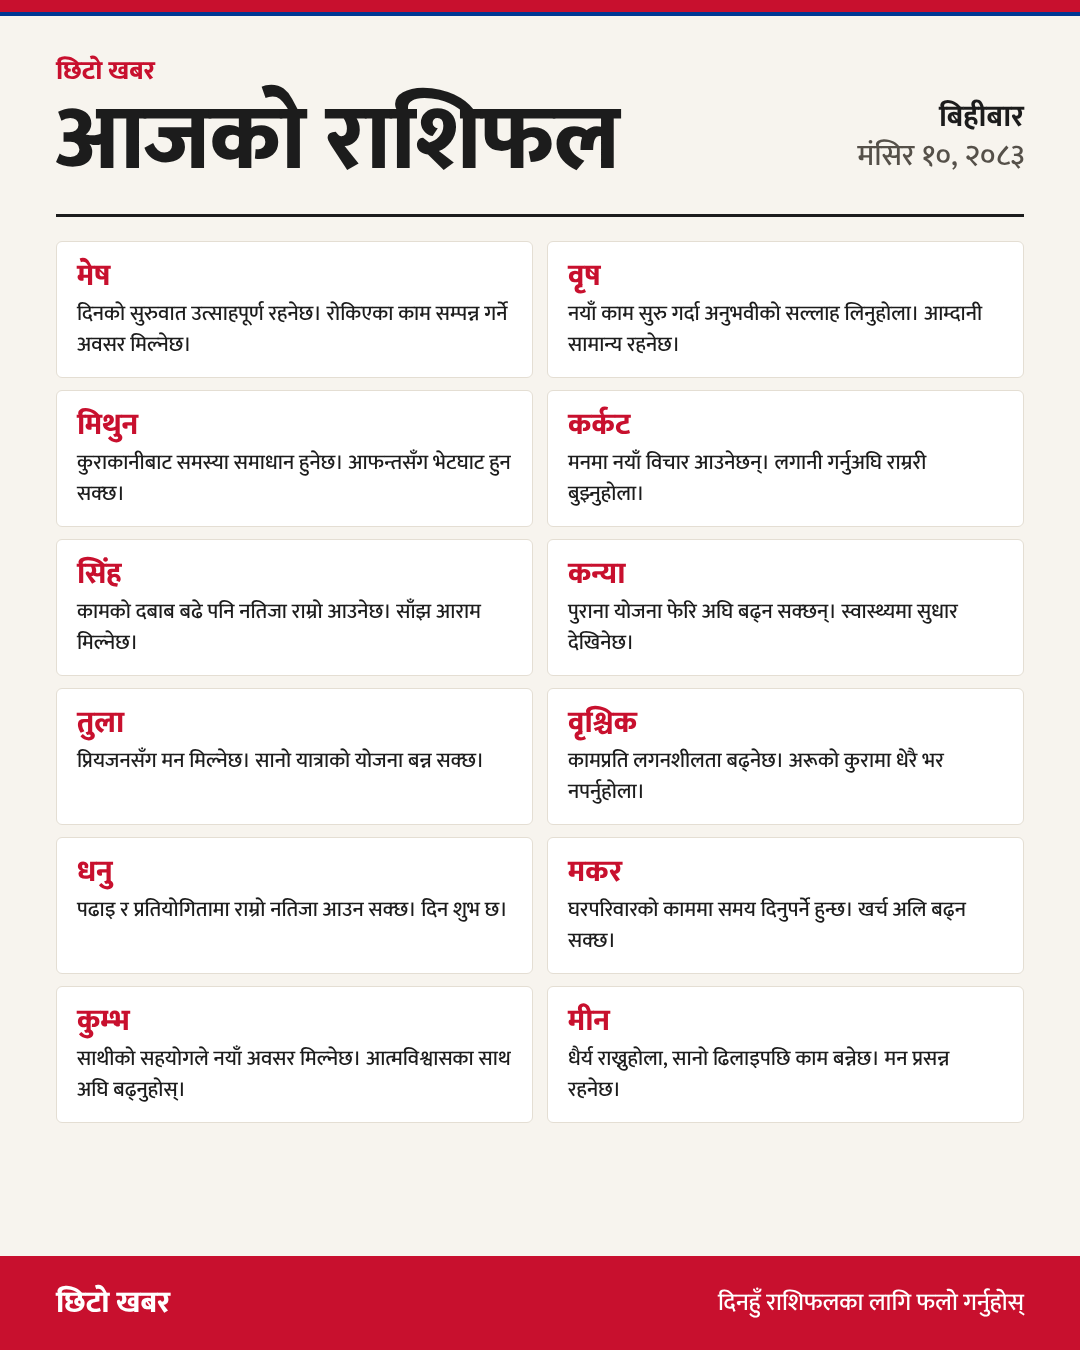 छिटो खबर
आजको राशिफल
बिहीबार
मंसिर १०, २०८३
मेष
दिनको सुरुवात उत्साहपूर्ण रहनेछ। रोकिएका काम सम्पन्न गर्ने
अवसर मिल्नेछ।
वृष
नयाँ काम सुरु गर्दा अनुभवीको सल्लाह लिनुहोला। आम्दानी
सामान्य रहनेछ।
मिथुन
कुराकानीबाट समस्या समाधान हुनेछ। आफन्तसँग भेटघाट हुन
सक्छ।
कर्कट
मनमा नयाँ विचार आउनेछन्। लगानी गर्नुअघि राम्ररी
बुझ्नुहोला।
सिंह
कामको दबाब बढे पनि नतिजा राम्रो आउनेछ। साँझ आराम
मिल्नेछ।
कन्या
पुराना योजना फेरि अघि बढ्न सक्छन्। स्वास्थ्यमा सुधार
देखिनेछ।
तुला
प्रियजनसँग मन मिल्नेछ। सानो यात्राको योजना बन्न सक्छ।
वृश्चिक
कामप्रति लगनशीलता बढ्नेछ। अरूको कुरामा धेरै भर
नपर्नुहोला।
धनु
पढाइ र प्रतियोगितामा राम्रो नतिजा आउन सक्छ। दिन शुभ छ।
मकर
घरपरिवारको काममा समय दिनुपर्ने हुन्छ। खर्च अलि बढ्न
सक्छ।
कुम्भ
साथीको सहयोगले नयाँ अवसर मिल्नेछ। आत्मविश्वासका साथ
अघि बढ्नुहोस्।
मीन
धैर्य राख्नुहोला, सानो ढिलाइपछि काम बन्नेछ। मन प्रसन्न
रहनेछ।
छिटो खबर
दिनहुँ राशिफलका लागि फलो गर्नुहोस्